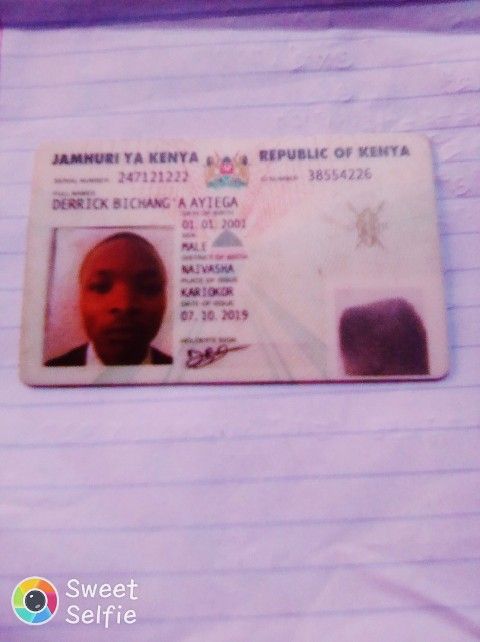 JAMHURI YA KENYA
REPUBLIC OF KENYA
SERIAL NUMBER: 247121222
ID NUMBER: 38554226
FULL NAMES
DERRICK BICHANG'A AYIEGA
DATE OF BIRTH
01.01.2001
SEX
MALE
DISTRICT OF BIRTH
NAIVASHA
PLACE OF ISSUE
KARIOKOR
DATE OF ISSUE
07.10.2019
HOLDER'S SIGN.
Sweet
Selfie